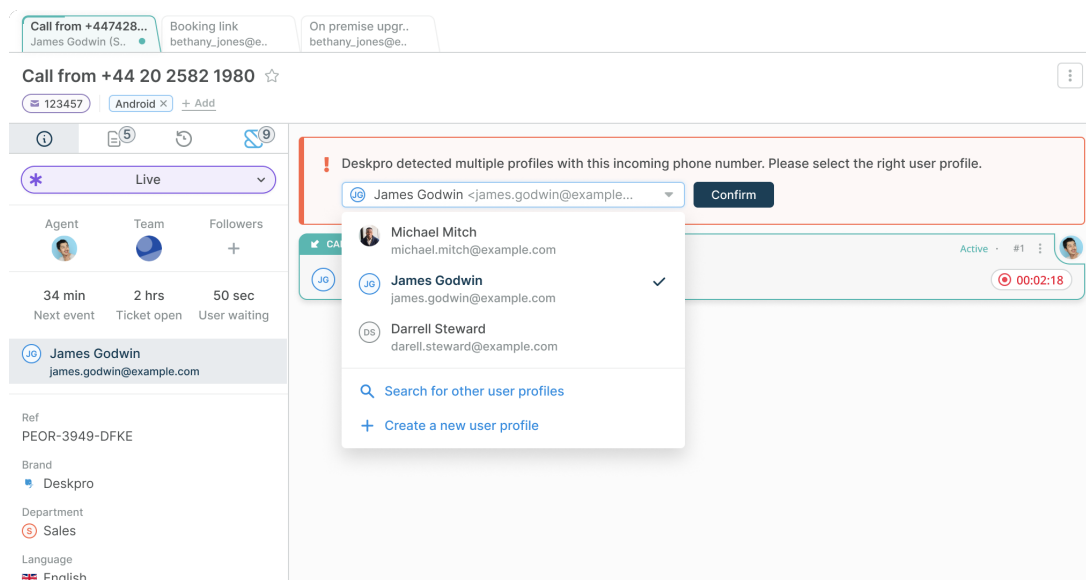 Call from +447428...
James Godwin (S..
Booking link
bethany_jones@e..
On premise upgr..
bethany_jones@e..
Call from +44 20 2582 1980
123457
Android
+ Add
5
9
Live
Agent
Team
Followers
34 min
2 hrs
50 sec
Next event
Ticket open
User waiting
JG
James Godwin
james.godwin@example.com
Ref
PEOR-3949-DFKE
Brand
Deskpro
Department
S Sales
Language
English
Deskpro detected multiple profiles with this incoming phone number. Please select the right user profile.
JG James Godwin <james.godwin@example...
Confirm
Michael Mitch
michael.mitch@example.com
JG
James Godwin
james.godwin@example.com
DS
Darrell Steward
darell.steward@example.com
Search for other user profiles
Create a new user profile
Active · #1
JG
00:02:18